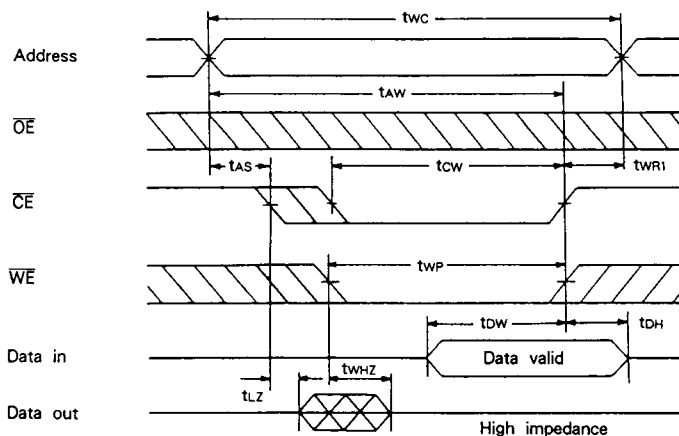 tWC
Address
tAW
OE
tAS
tCW
tWR1
CE
tWP
WE
tDW
tDH
Data in
Data valid
tWHZ
tLZ
Data out
High impedance